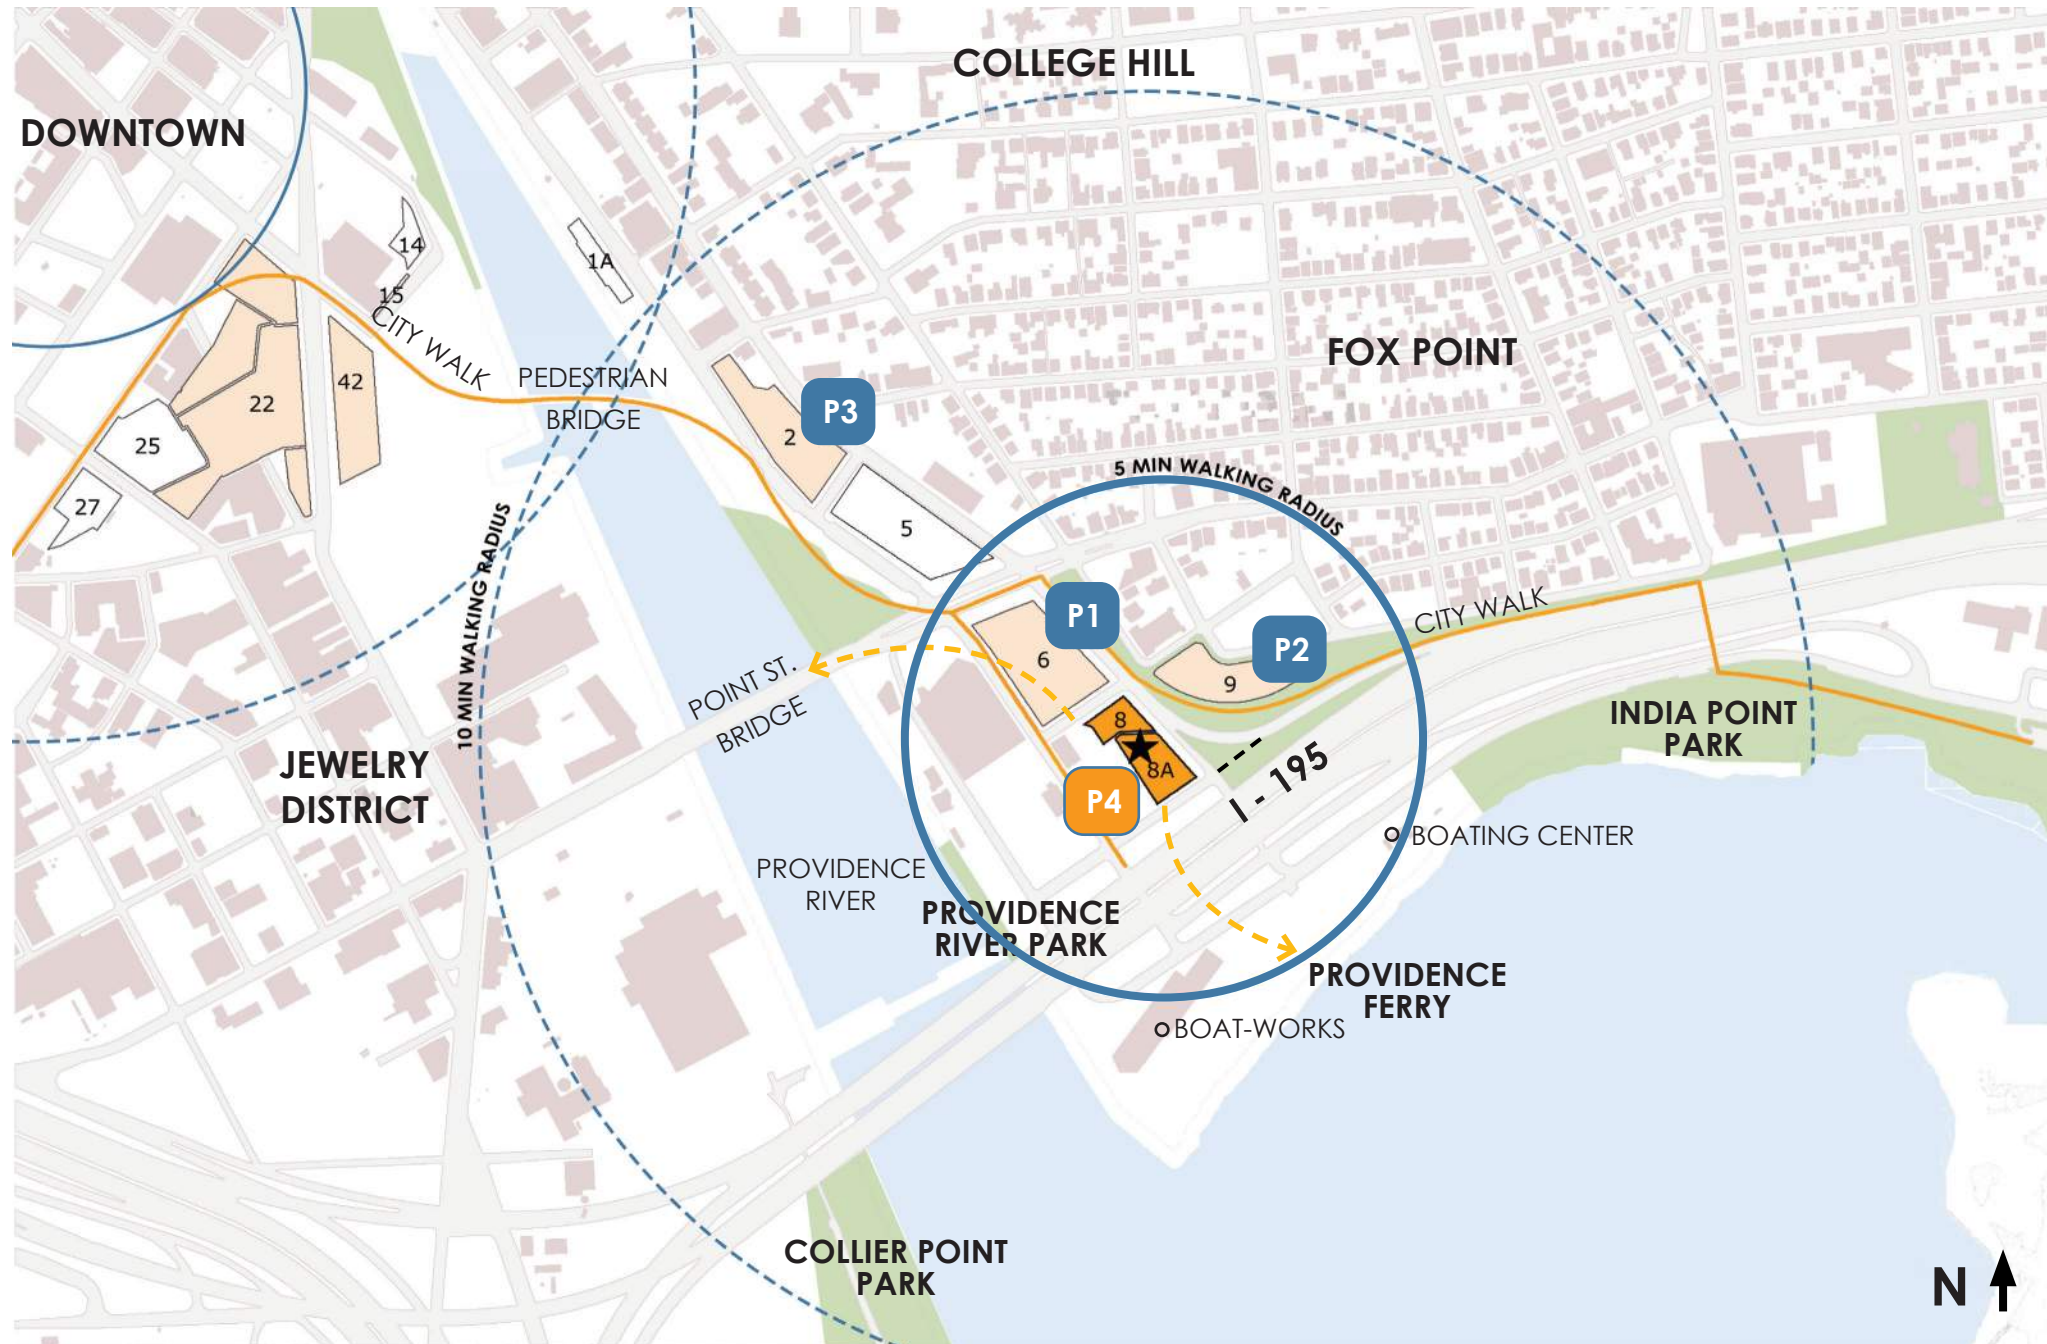 COLLEGE HILL
DOWNTOWN
14
1A
15
CITY WALK
FOX POINT
PEDESTRIAN
BRIDGE
42
22
P3
2
25
27
5
5 MIN WALKING RADIUS
10 MIN WALKING RADIUS
P1
P2
CITY WALK
6
9
POINT ST.
BRIDGE
8
8A
INDIA POINT
PARK
JEWELRY
DISTRICT
I - 195
P4
BOATING CENTER
PROVIDENCE
RIVER
PROVIDENCE
RIVER PARK
PROVIDENCE
FERRY
BOAT-WORKS
COLLIER POINT
PARK
N